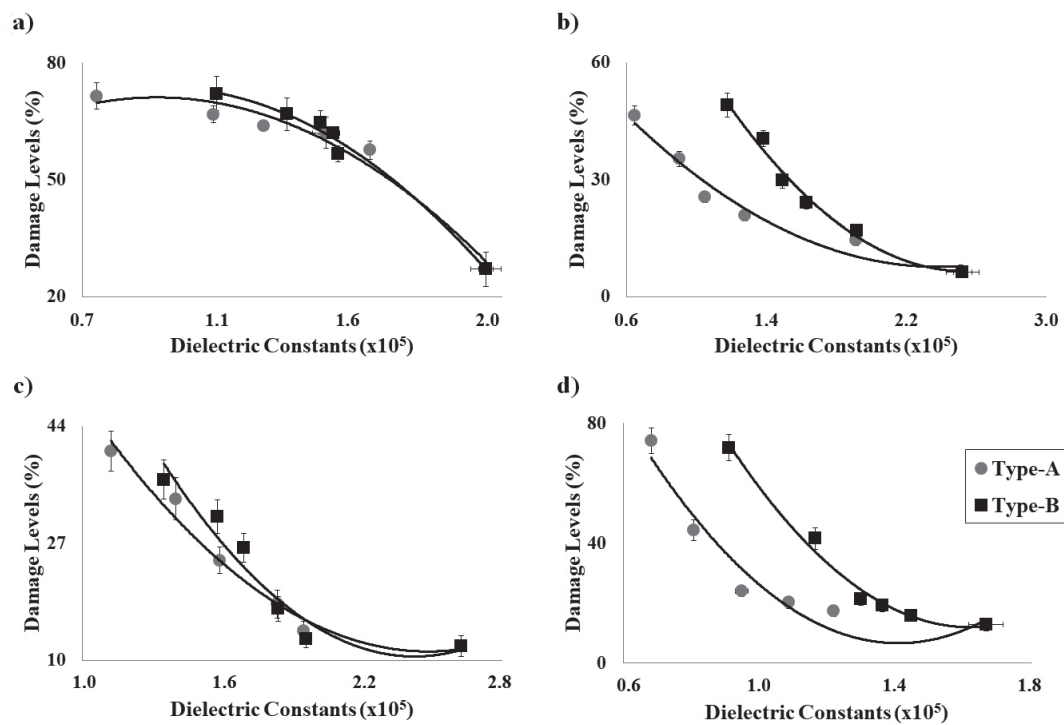 a)
80
50
20
Damage Levels (%)
0.7 1.1 1.6 2.0
Dielectric Constants (x10⁵)
b)
60
30
0
Damage Levels (%)
0.6 1.4 2.2 3.0
Dielectric Constants (x10⁵)
c)
44
27
10
Damage Levels (%)
1.0 1.6 2.2 2.8
Dielectric Constants (x10⁵)
d)
80
40
0
Damage Levels (%)
0.6 1.0 1.4 1.8
Dielectric Constants (x10⁵)
Type-A
Type-B